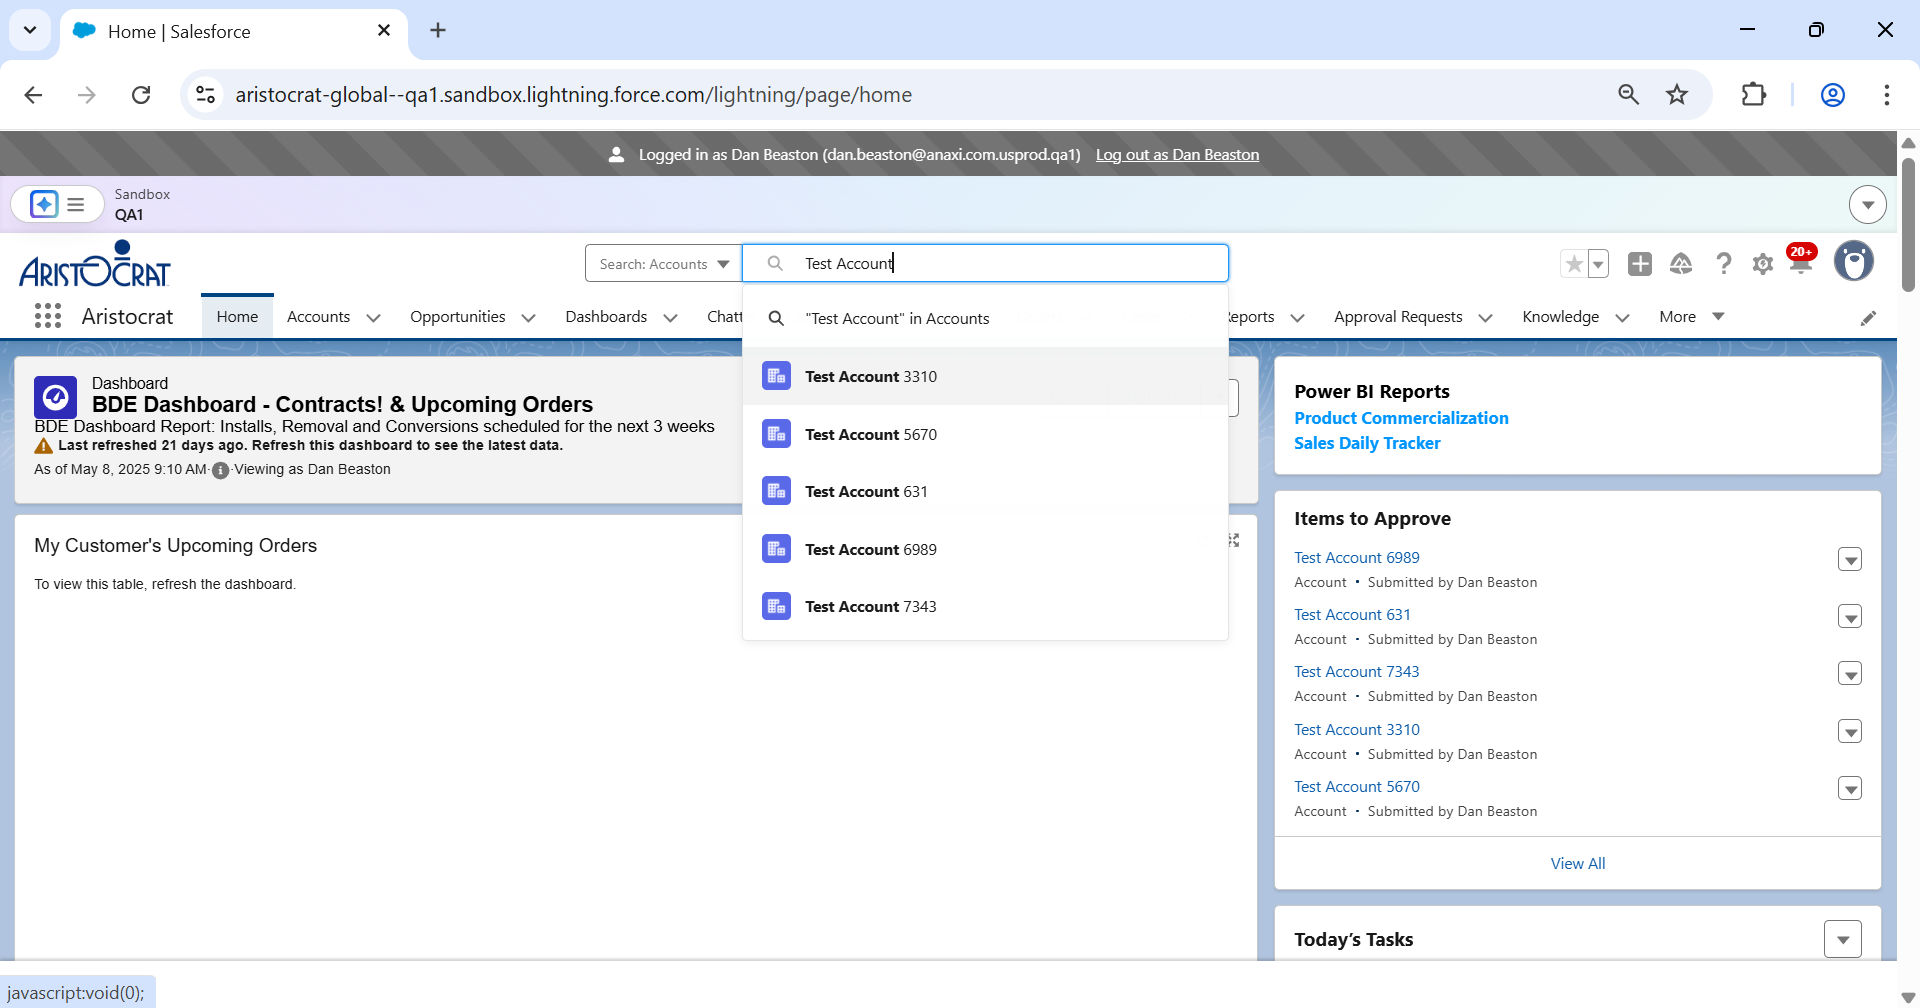 Home | Salesforce
aristocrat-global--qa1.sandbox.lightning.force.com/lightning/page/home
Logged in as Dan Beaston (dan.beaston@anaxi.com.usprod.qa1) Log out as Dan Beaston
Sandbox
QA1
ARISTOCRAT
Search: Accounts
Test Account
20+
Aristocrat
Home
Accounts
Opportunities
Dashboards
Chatt
eports
Approval Requests
Knowledge
More
"Test Account" in Accounts
Test Account 3310
Test Account 5670
Test Account 631
Test Account 6989
Test Account 7343
Dashboard
BDE Dashboard - Contracts! & Upcoming Orders
BDE Dashboard Report: Installs, Removal and Conversions scheduled for the next 3 weeks
Last refreshed 21 days ago. Refresh this dashboard to see the latest data.
As of May 8, 2025 9:10 AM·Viewing as Dan Beaston
My Customer's Upcoming Orders
To view this table, refresh the dashboard.
Power BI Reports
Product Commercialization
Sales Daily Tracker
Items to Approve
Test Account 6989
Account • Submitted by Dan Beaston
Test Account 631
Account • Submitted by Dan Beaston
Test Account 7343
Account • Submitted by Dan Beaston
Test Account 3310
Account • Submitted by Dan Beaston
Test Account 5670
Account • Submitted by Dan Beaston
View All
Today's Tasks
javascript:void(0);